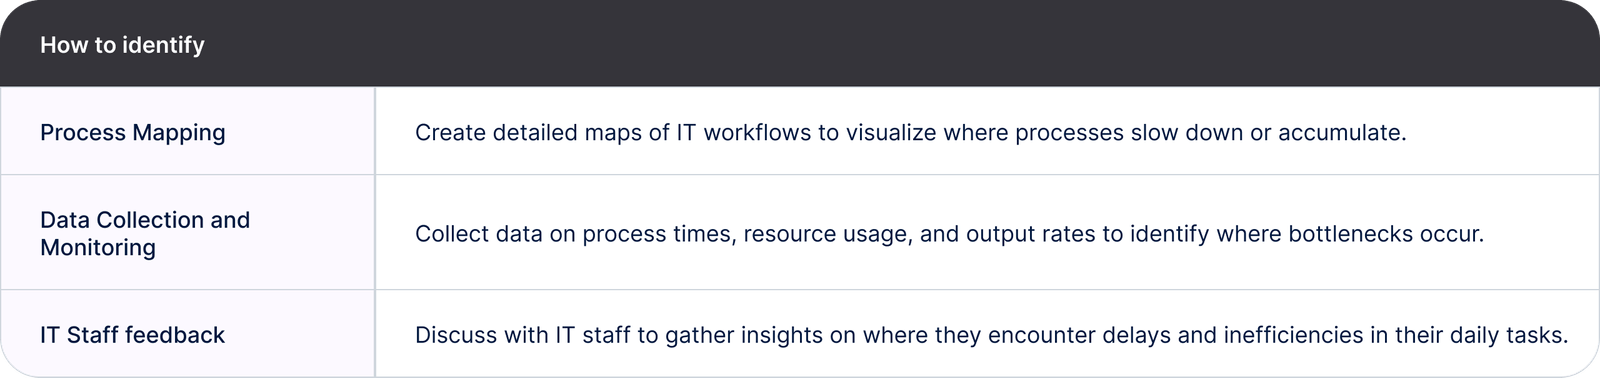 How to identify
Process Mapping
Create detailed maps of IT workflows to visualize where processes slow down or accumulate.
Data Collection and
Monitoring
Collect data on process times, resource usage, and output rates to identify where bottlenecks occur.
IT Staff feedback
Discuss with IT staff to gather insights on where they encounter delays and inefficiencies in their daily tasks.